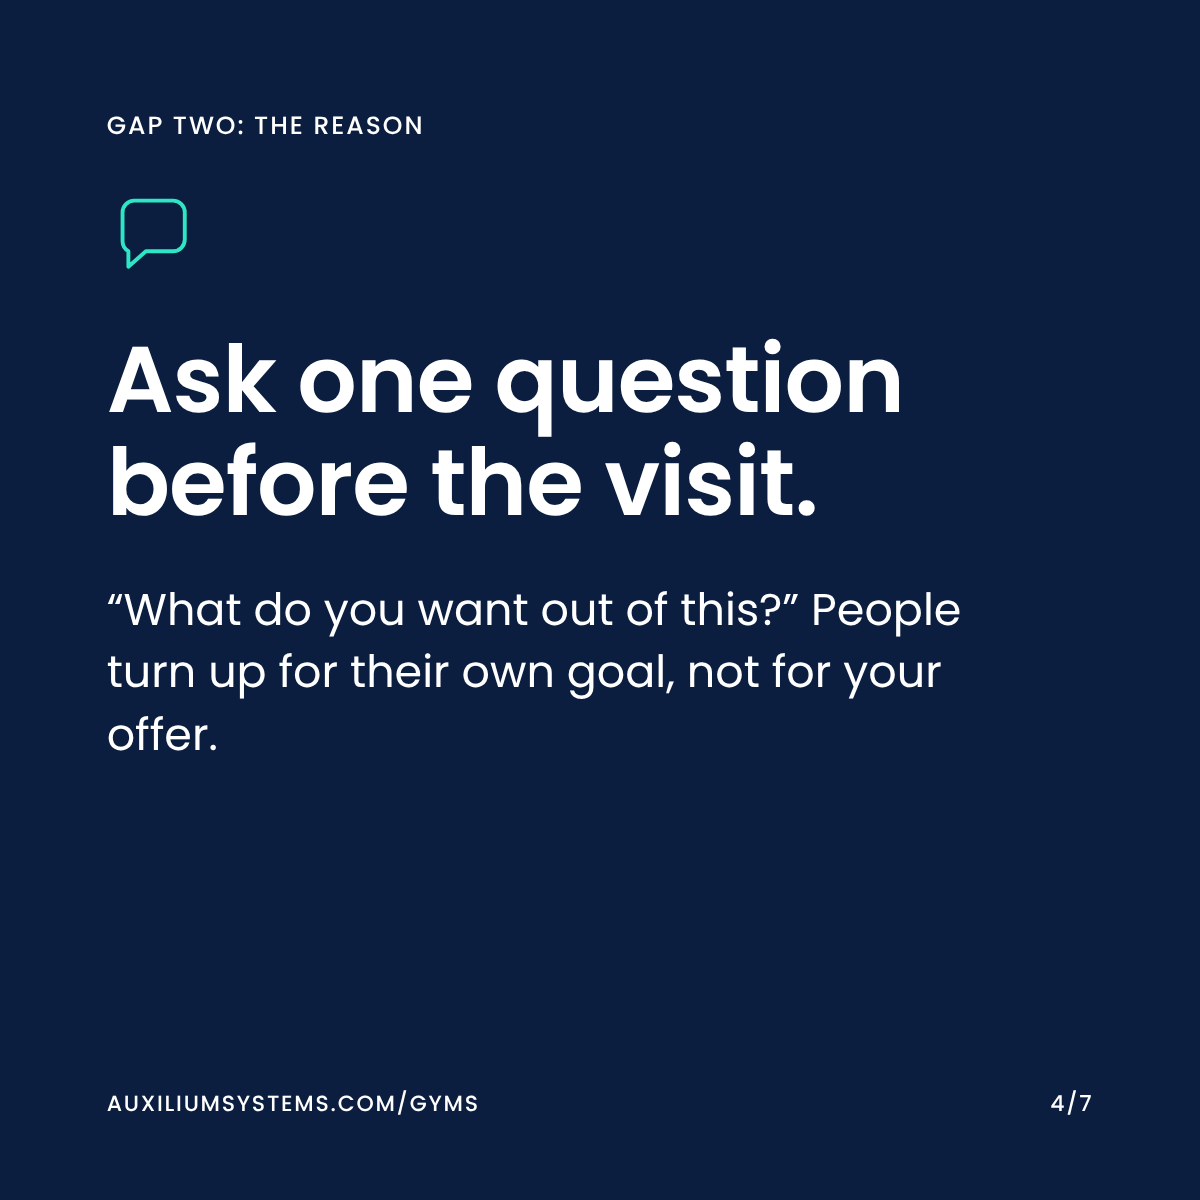 GAP TWO: THE REASON
Ask one question
before the visit.
“What do you want out of this?” People
turn up for their own goal, not for your
offer.
AUXILIUMSYSTEMS.COM/GYMS
4/7